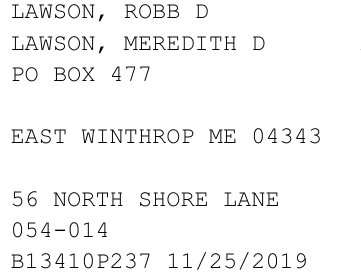 LAWSON, ROBB D
LAWSON, MEREDITH D
PO BOX 477
EAST WINTHROP ME 04343
56 NORTH SHORE LANE
054-014
B13410P237 11/25/2019